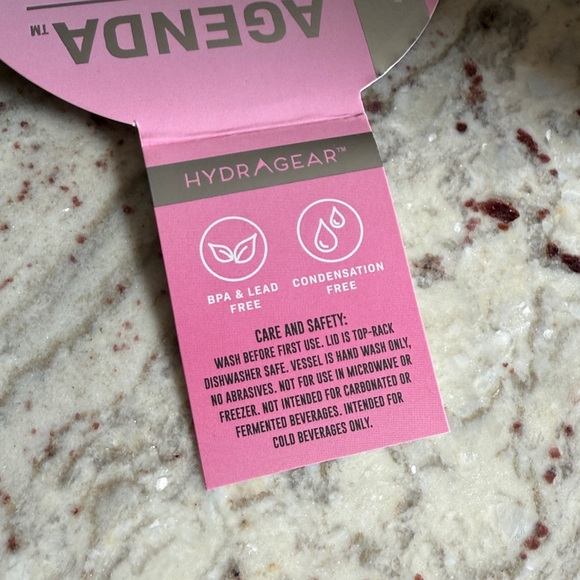 AGENDA™
HYDRAGEAR™
BPA & LEAD
FREE
CONDENSATION
FREE
CARE AND SAFETY:
WASH BEFORE FIRST USE. LID IS TOP-RACK
DISHWASHER SAFE. VESSEL IS HAND WASH ONLY,
NO ABRASIVES. NOT FOR USE IN MICROWAVE OR
FREEZER. NOT INTENDED FOR CARBONATED OR
FERMENTED BEVERAGES. INTENDED FOR
COLD BEVERAGES ONLY.